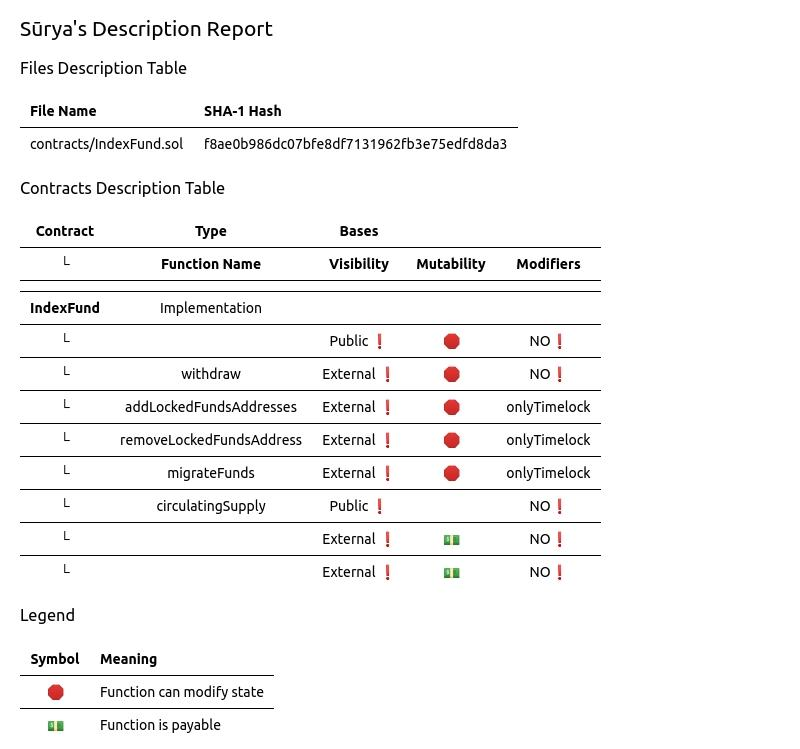 Sūrya's Description Report
Files Description Table
File Name SHA-1 Hash
contracts/IndexFund.sol f8ae0b986dc07bfe8df7131962fb3e75edfd8da3
Contracts Description Table
Contract Type Bases
└ Function Name Visibility Mutability Modifiers
IndexFund Implementation
└ Public ❗ 🛑 NO❗
└ withdraw External ❗ 🛑 NO❗
└ addLockedFundsAddresses External ❗ 🛑 onlyTimelock
└ removeLockedFundsAddress External ❗ 🛑 onlyTimelock
└ migrateFunds External ❗ 🛑 onlyTimelock
└ circulatingSupply Public ❗ NO❗
└ External ❗ 💵 NO❗
└ External ❗ 💵 NO❗
Legend
Symbol Meaning
🛑 Function can modify state
💵 Function is payable